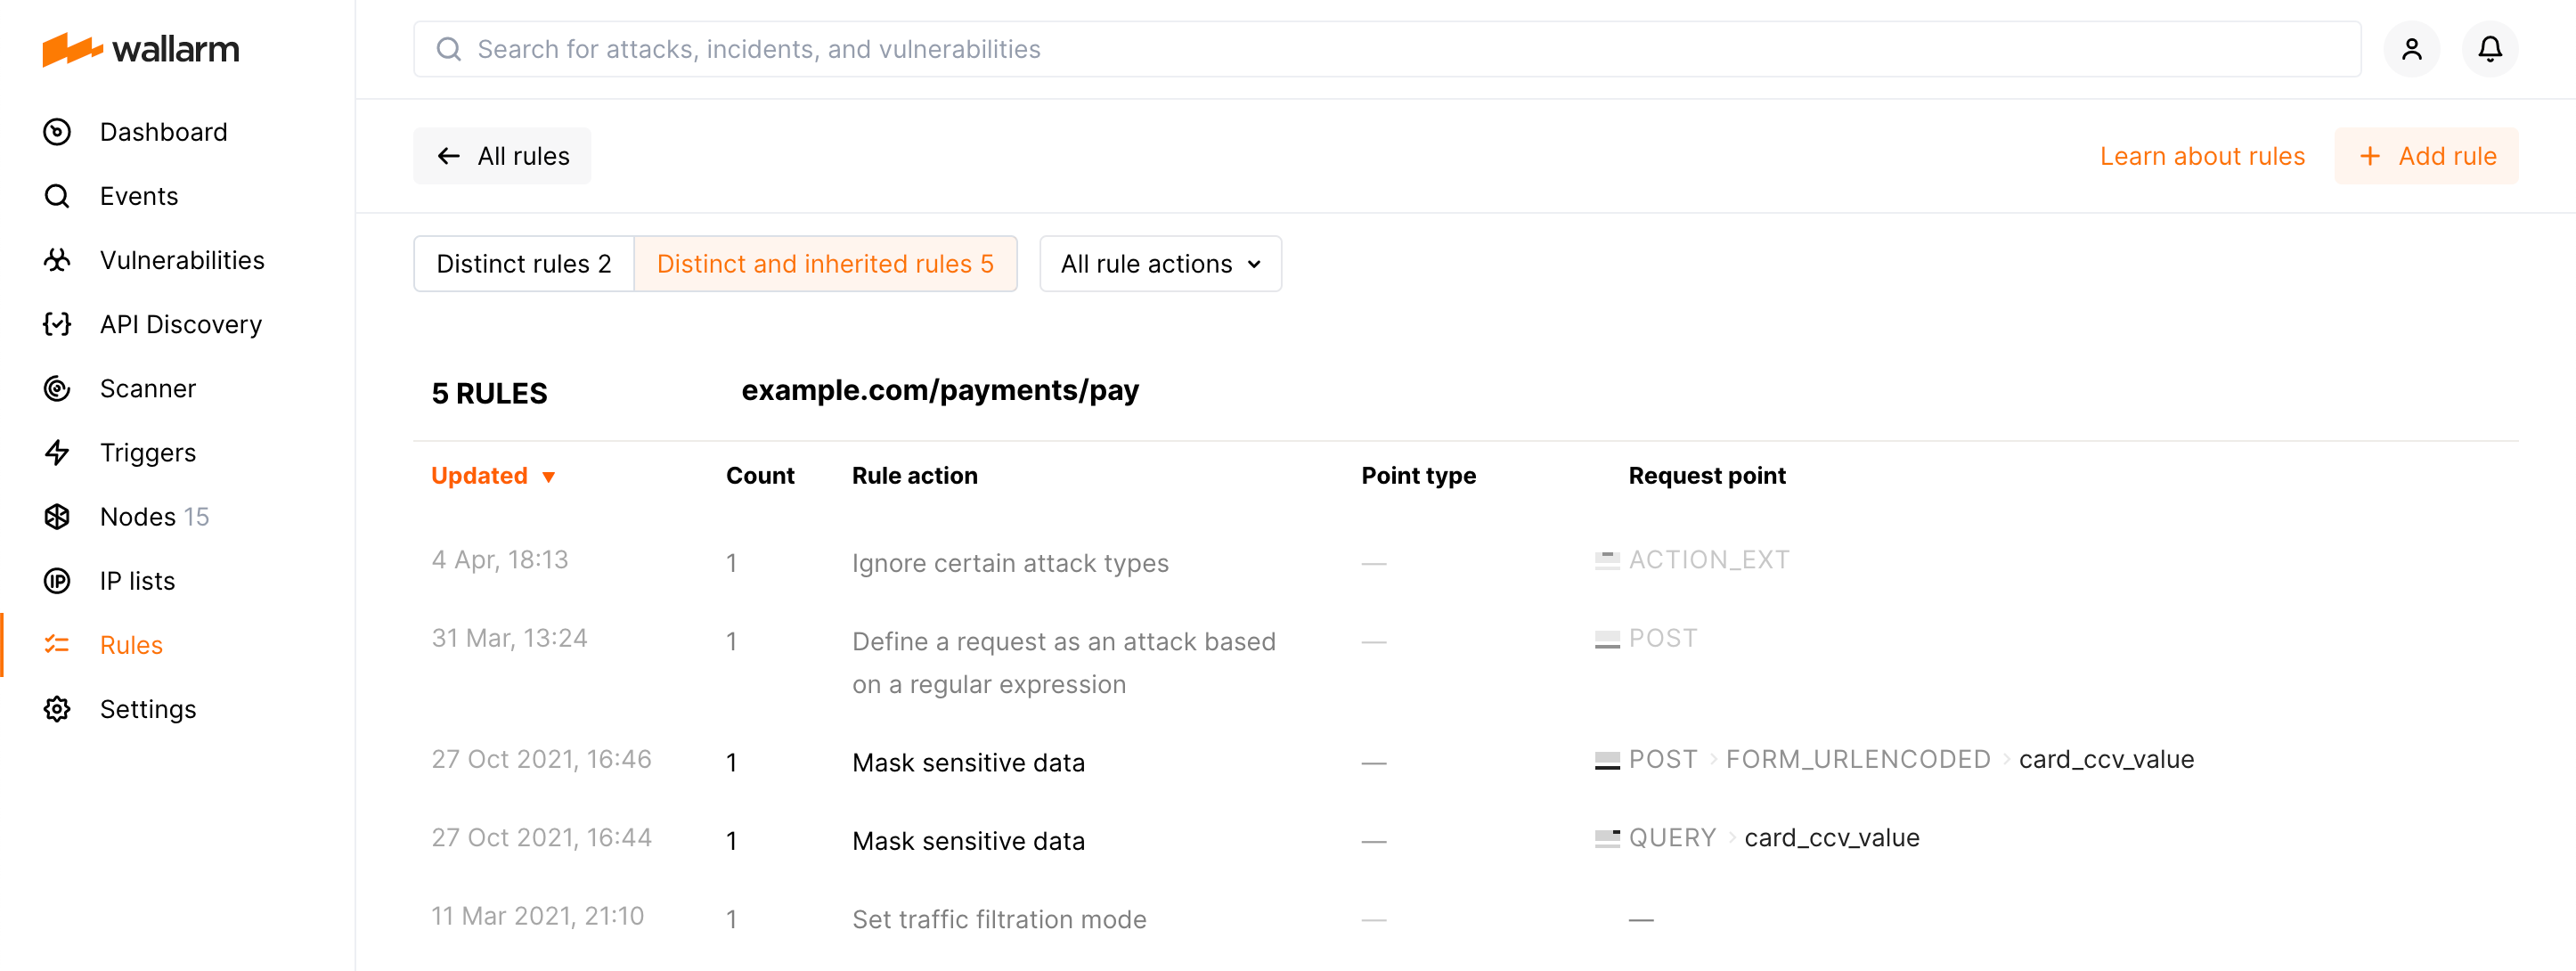 wallarm
Search for attacks, incidents, and vulnerabilities
Dashboard
Events
Vulnerabilities
API Discovery
Scanner
Triggers
Nodes 15
IP lists
Rules
Settings
All rules
Learn about rules
+ Add rule
Distinct rules 2
Distinct and inherited rules 5
All rule actions
5 RULES
example.com/payments/pay
Updated Count Rule action Point type Request point
4 Apr, 18:13 1 Ignore certain attack types — ACTION_EXT
31 Mar, 13:24 1 Define a request as an attack based — POST
on a regular expression
27 Oct 2021, 16:46 1 Mask sensitive data — POST › FORM_URLENCODED › card_ccv_value
27 Oct 2021, 16:44 1 Mask sensitive data — QUERY › card_ccv_value
11 Mar 2021, 21:10 1 Set traffic filtration mode — —